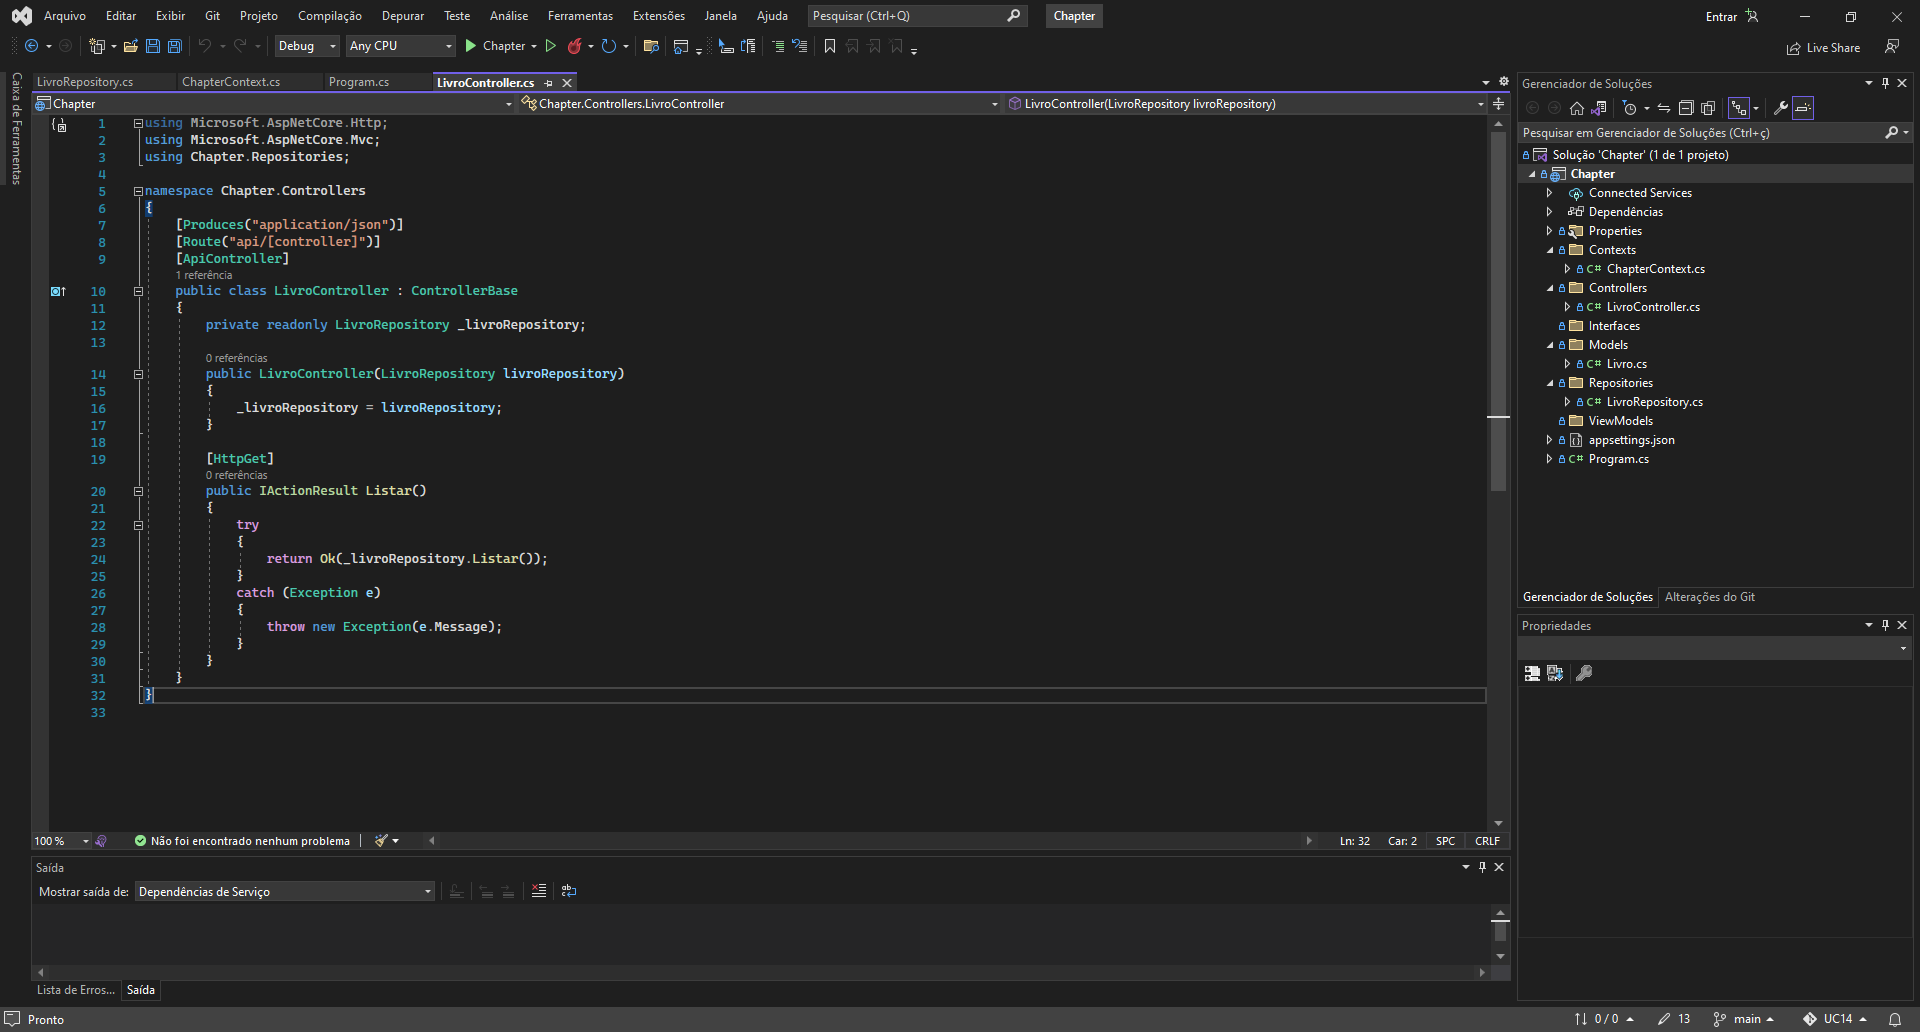 Arquivo Editar Exibir Git Projeto Compilação Depurar Teste Análise Ferramentas Extensões Janela Ajuda Pesquisar (Ctrl+Q) Chapter Entrar
Debug Any CPU Chapter Live Share
Caixa de Ferramentas
LivroRepository.cs ChapterContext.cs Program.cs LivroController.cs
Chapter Chapter.Controllers.LivroController LivroController(LivroRepository livroRepository)
1 using Microsoft.AspNetCore.Http;
2 using Microsoft.AspNetCore.Mvc;
3 using Chapter.Repositories;
4
5 namespace Chapter.Controllers
6 {
7 [Produces("application/json")]
8 [Route("api/[controller]")]
9 [ApiController]
1 referência
10 public class LivroController : ControllerBase
11 {
12 private readonly LivroRepository _livroRepository;
13
0 referências
14 public LivroController(LivroRepository livroRepository)
15 {
16 _livroRepository = livroRepository;
17 }
18
19 [HttpGet]
0 referências
20 public IActionResult Listar()
21 {
22 try
23 {
24 return Ok(_livroRepository.Listar());
25 }
26 catch (Exception e)
27 {
28 throw new Exception(e.Message);
29 }
30 }
31 }
32 }
33
100 % Não foi encontrado nenhum problema Ln: 32 Car: 2 SPC CRLF
Saída
Mostrar saída de: Dependências de Serviço
Lista de Erros... Saída
Gerenciador de Soluções
Pesquisar em Gerenciador de Soluções (Ctrl+ç)
Solução 'Chapter' (1 de 1 projeto)
Chapter
Connected Services
Dependências
Properties
Contexts
C# ChapterContext.cs
Controllers
C# LivroController.cs
Interfaces
Models
C# Livro.cs
Repositories
C# LivroRepository.cs
ViewModels
appsettings.json
C# Program.cs
Gerenciador de Soluções Alterações do Git
Propriedades
Pronto 0 / 0 13 main UC14